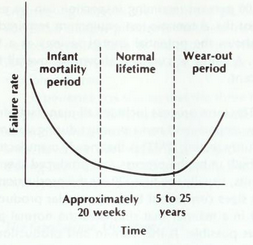 Infant
mortality
period
Normal
lifetime
Wear-out
period
Failure rate
Approximately
20 weeks
5 to 25
years
Time